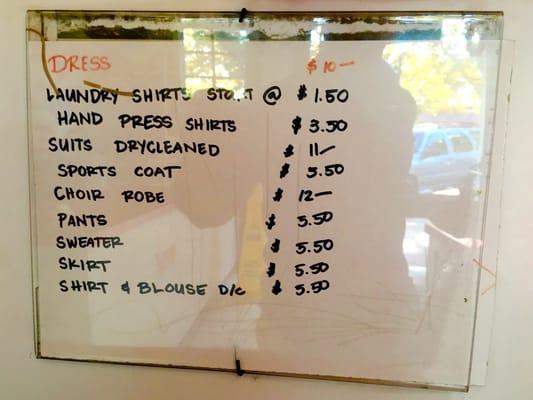 DRESS $ 10—
LAUNDRY SHIRTS START @ $ 1.50
HAND PRESS SHIRTS $ 3.50
SUITS DRYCLEANED $ 11—
SPORTS COAT $ 5.50
CHOIR ROBE $ 12—
PANTS $ 5.50
SWEATER $ 5.50
SKIRT $ 5.50
SHIRT & BLOUSE D/C $ 5.50